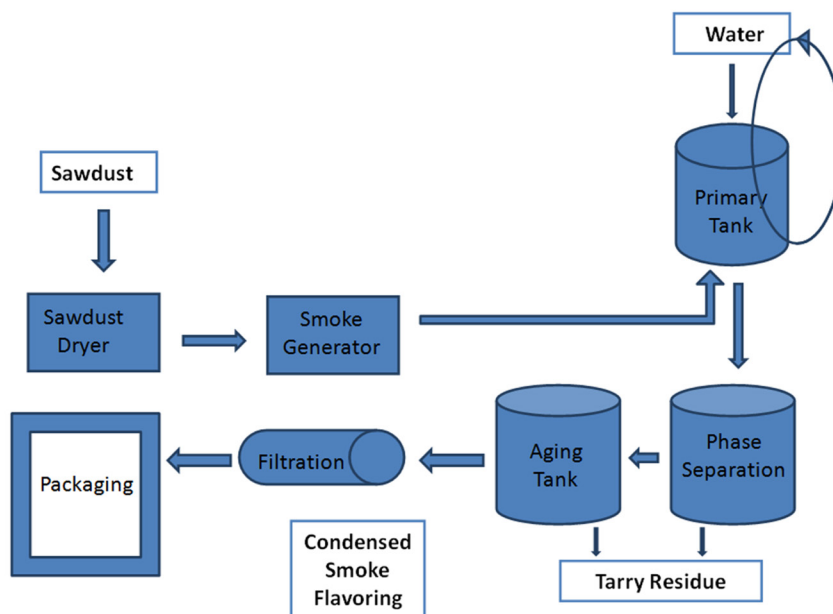 Water
Sawdust
Primary
Tank
Sawdust
Dryer
Smoke
Generator
Packaging
Filtration
Aging
Tank
Phase
Separation
Condensed
Smoke
Flavoring
Tarry Residue